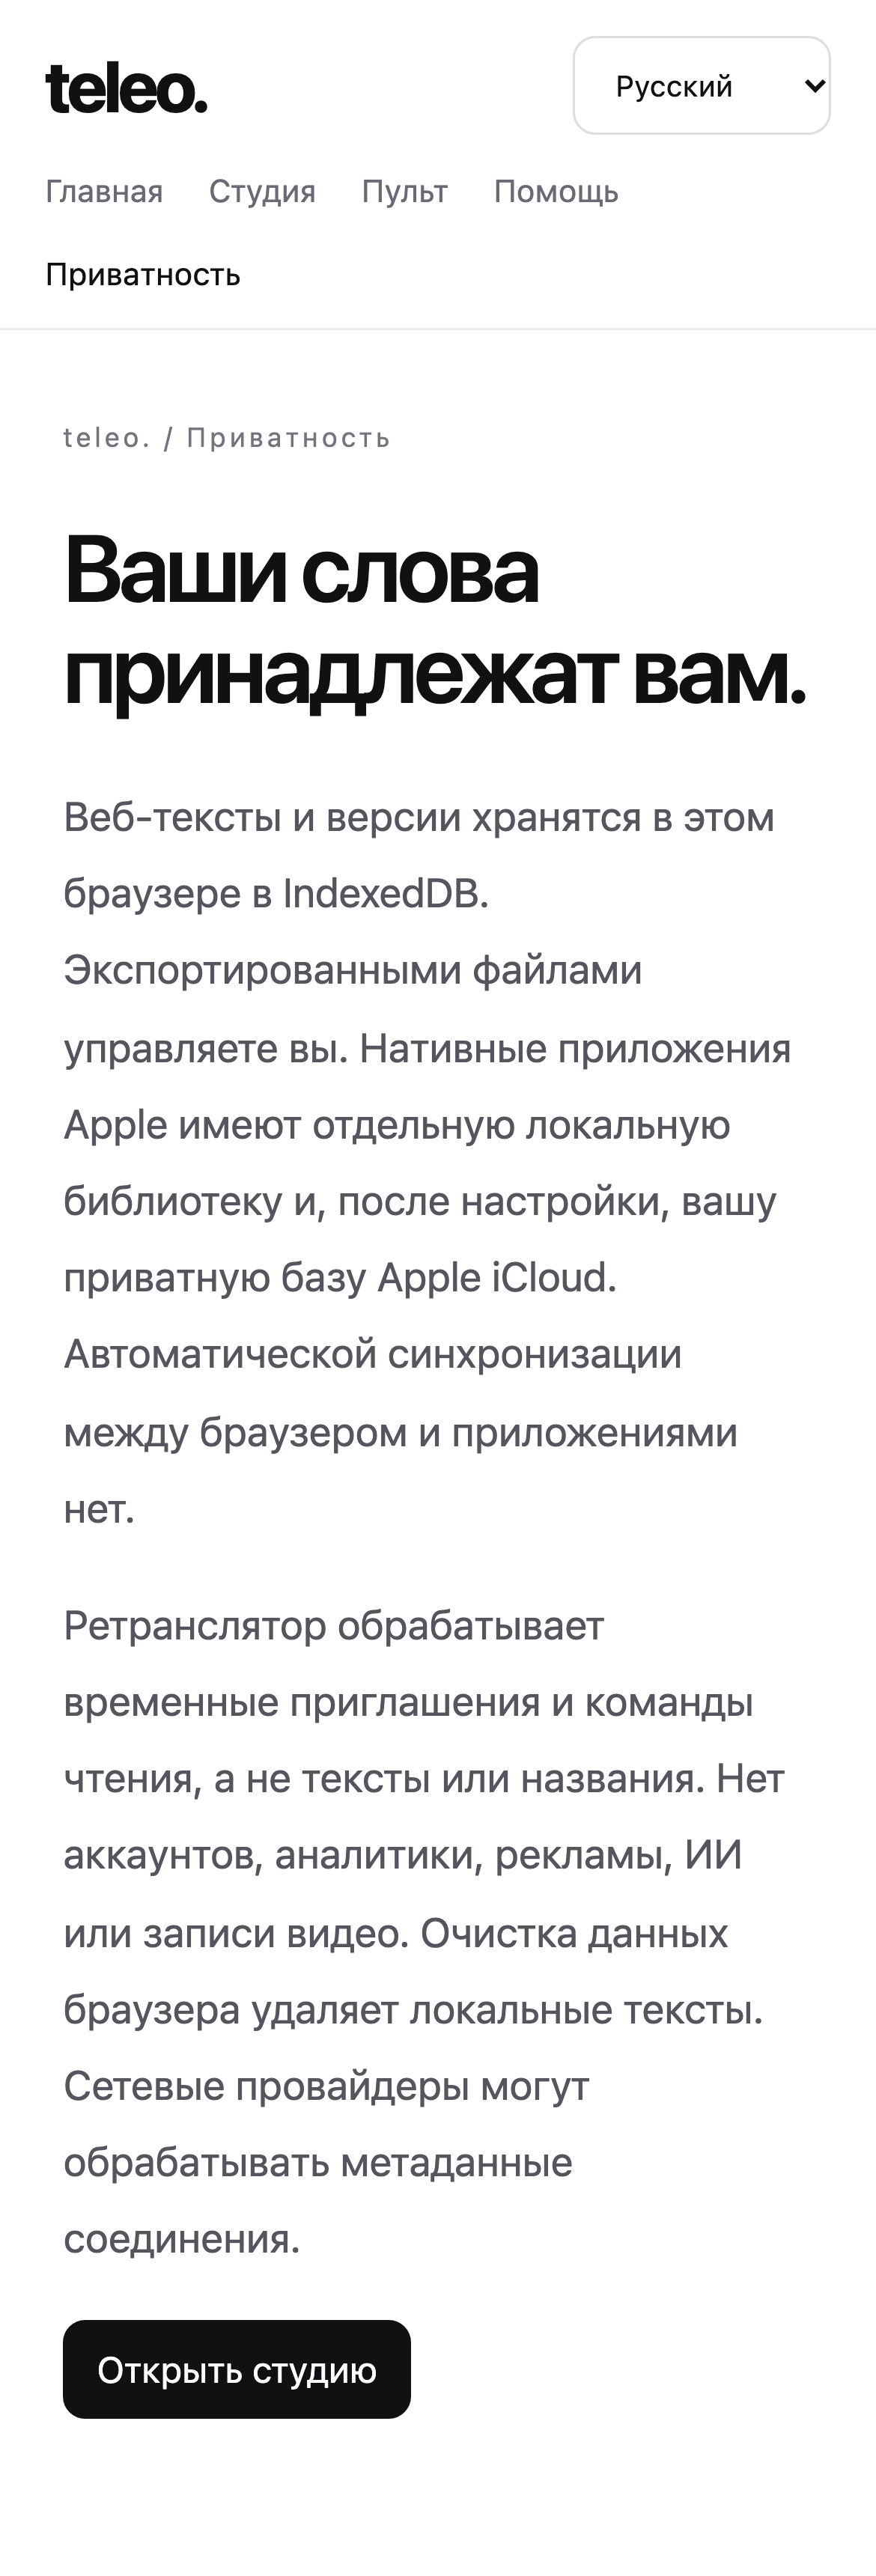 teleo.
Русский
Главная Студия Пульт Помощь
Приватность
teleo. / Приватность
Ваши слова
принадлежат вам.
Веб-тексты и версии хранятся в этом
браузере в IndexedDB.
Экспортированными файлами
управляете вы. Нативные приложения
Apple имеют отдельную локальную
библиотеку и, после настройки, вашу
приватную базу Apple iCloud.
Автоматической синхронизации
между браузером и приложениями
нет.
Ретранслятор обрабатывает
временные приглашения и команды
чтения, а не тексты или названия. Нет
аккаунтов, аналитики, рекламы, ИИ
или записи видео. Очистка данных
браузера удаляет локальные тексты.
Сетевые провайдеры могут
обрабатывать метаданные
соединения.
Открыть студию